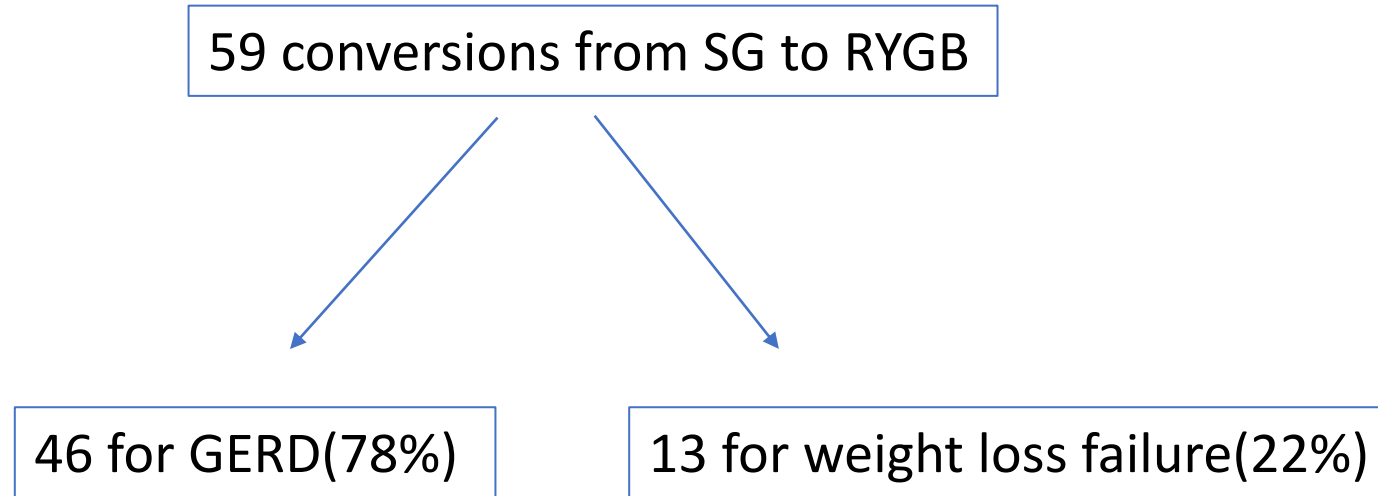 59 conversions from SG to RYGB
46 for GERD(78%)
13 for weight loss failure(22%)